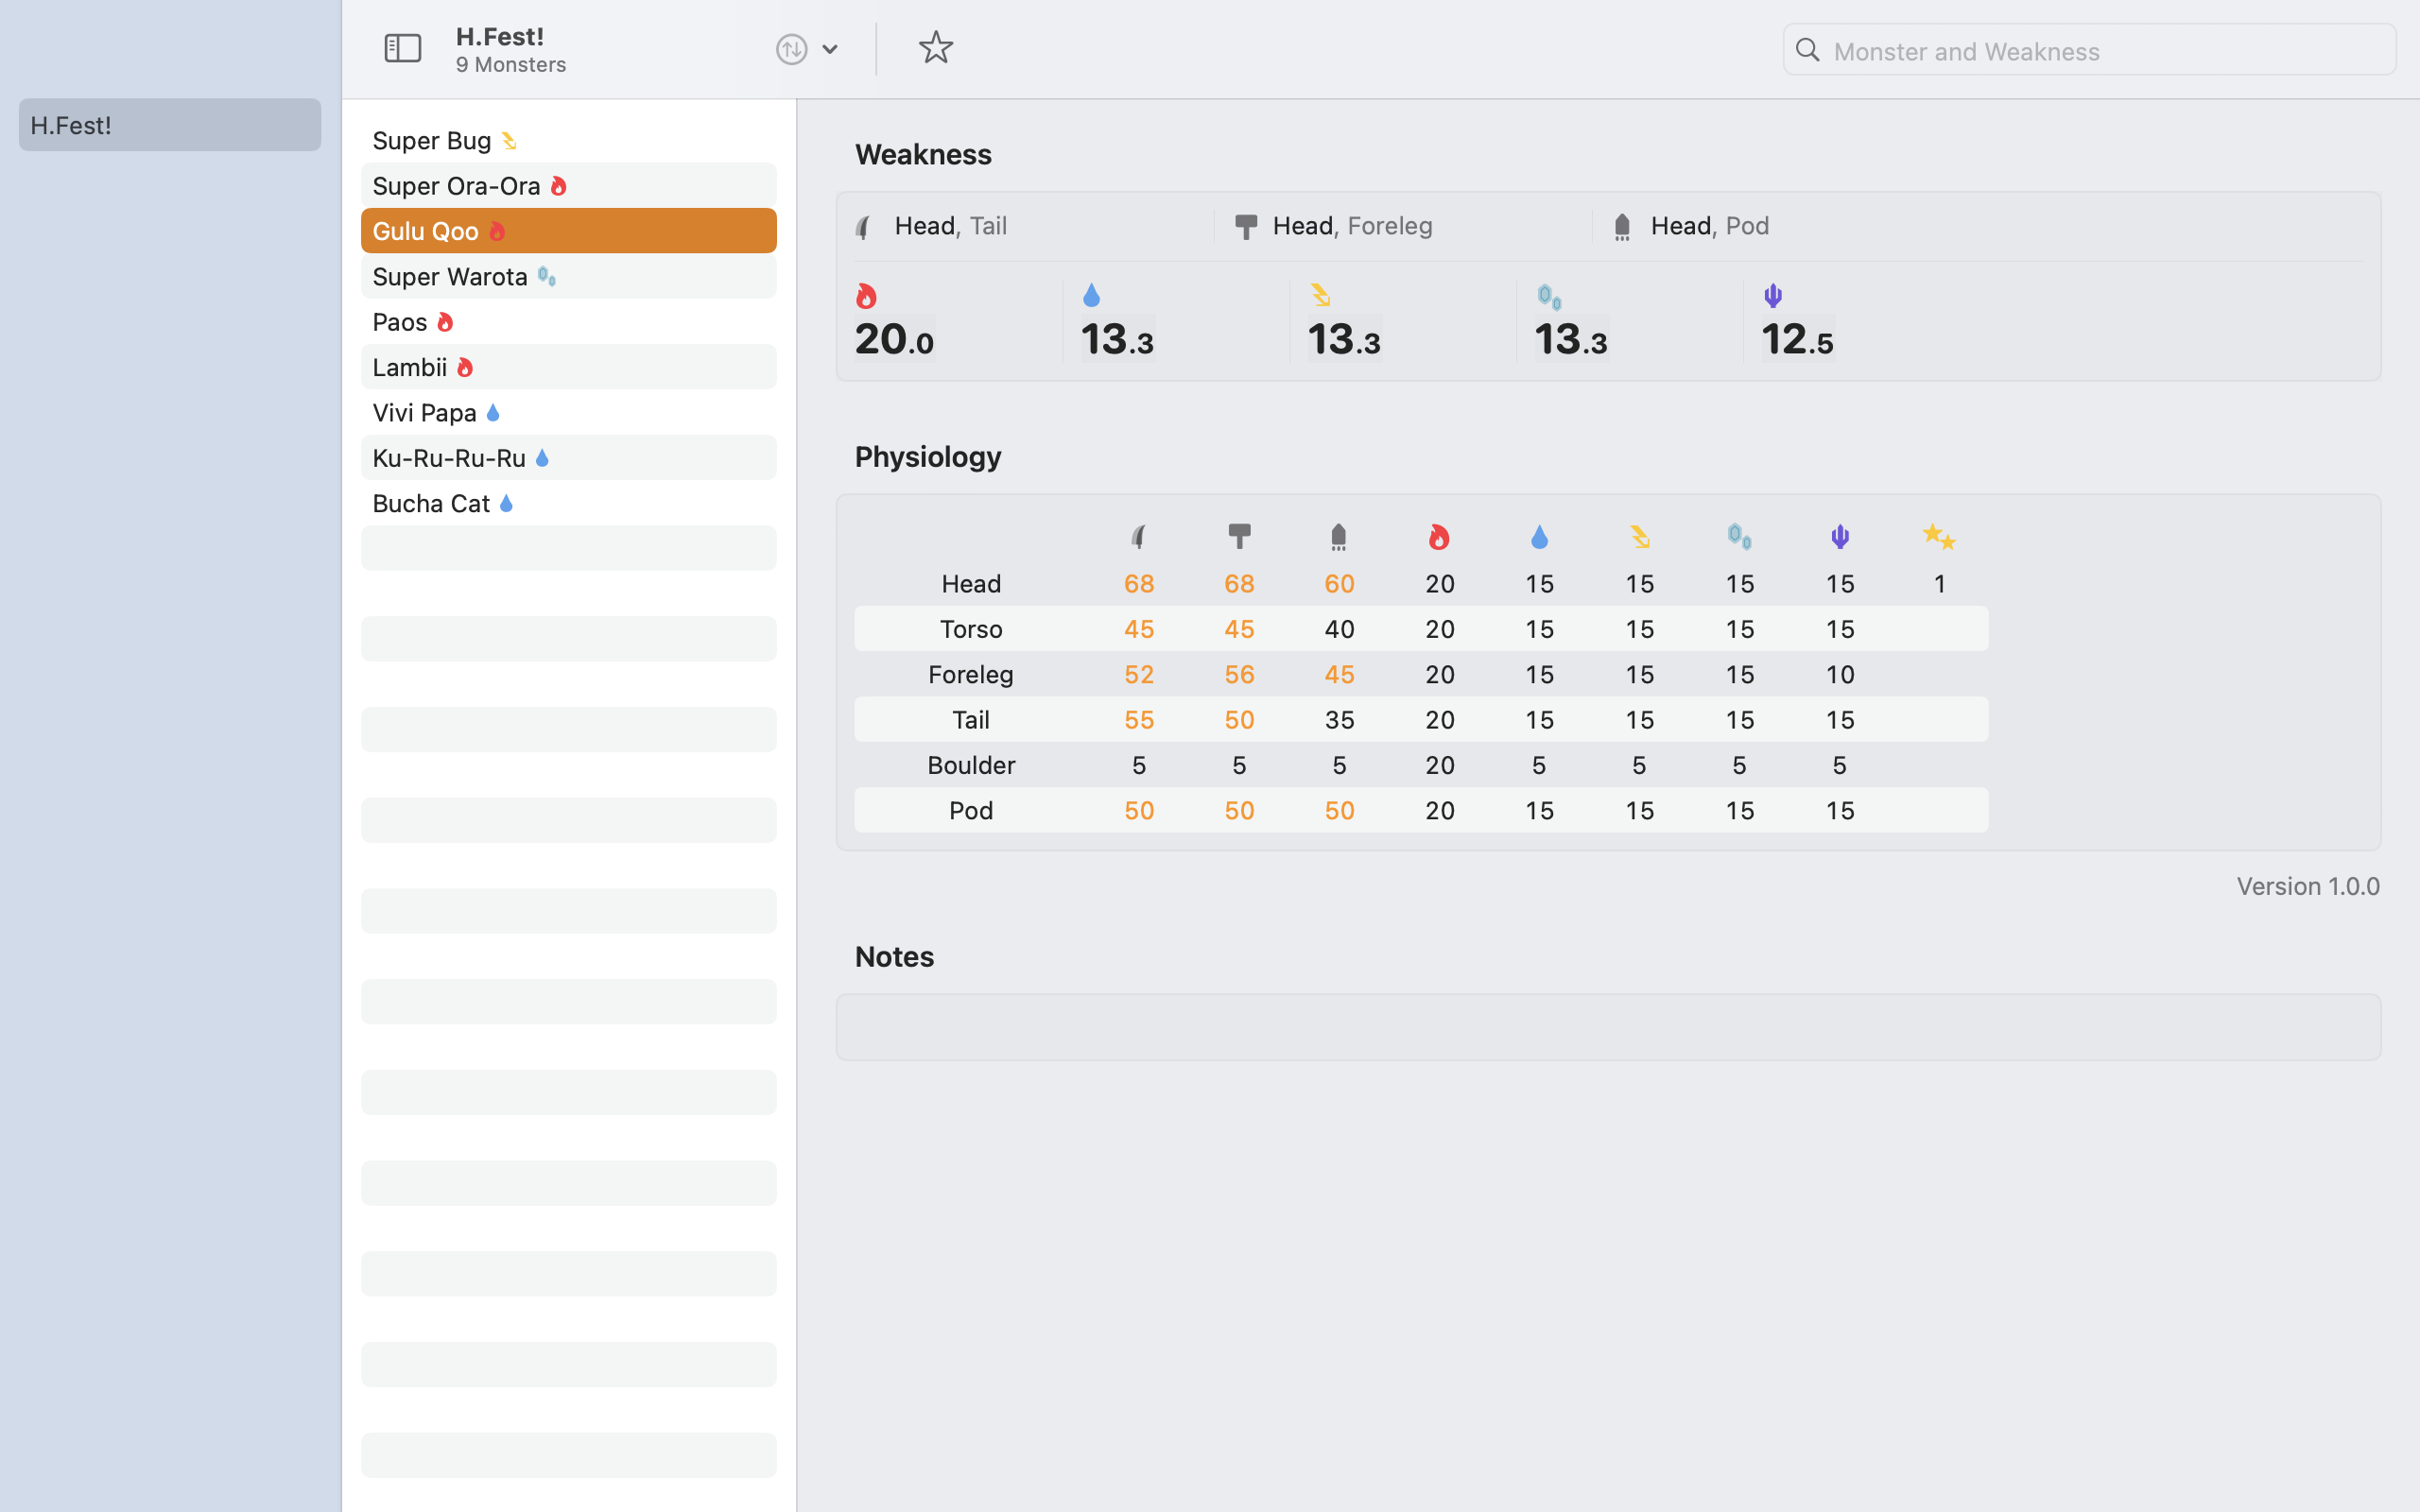 H.Fest!
H.Fest!
9 Monsters
Monster and Weakness
Super Bug
Super Ora-Ora
Gulu Qoo
Super Warota
Paos
Lambii
Vivi Papa
Ku-Ru-Ru-Ru
Bucha Cat
Weakness
Head, Tail Head, Foreleg Head, Pod
20.0 13.3 13.3 13.3 12.5
Physiology
Head 68 68 60 20 15 15 15 15 1
Torso 45 45 40 20 15 15 15 15
Foreleg 52 56 45 20 15 15 15 10
Tail 55 50 35 20 15 15 15 15
Boulder 5 5 5 20 5 5 5 5
Pod 50 50 50 20 15 15 15 15
Version 1.0.0
Notes